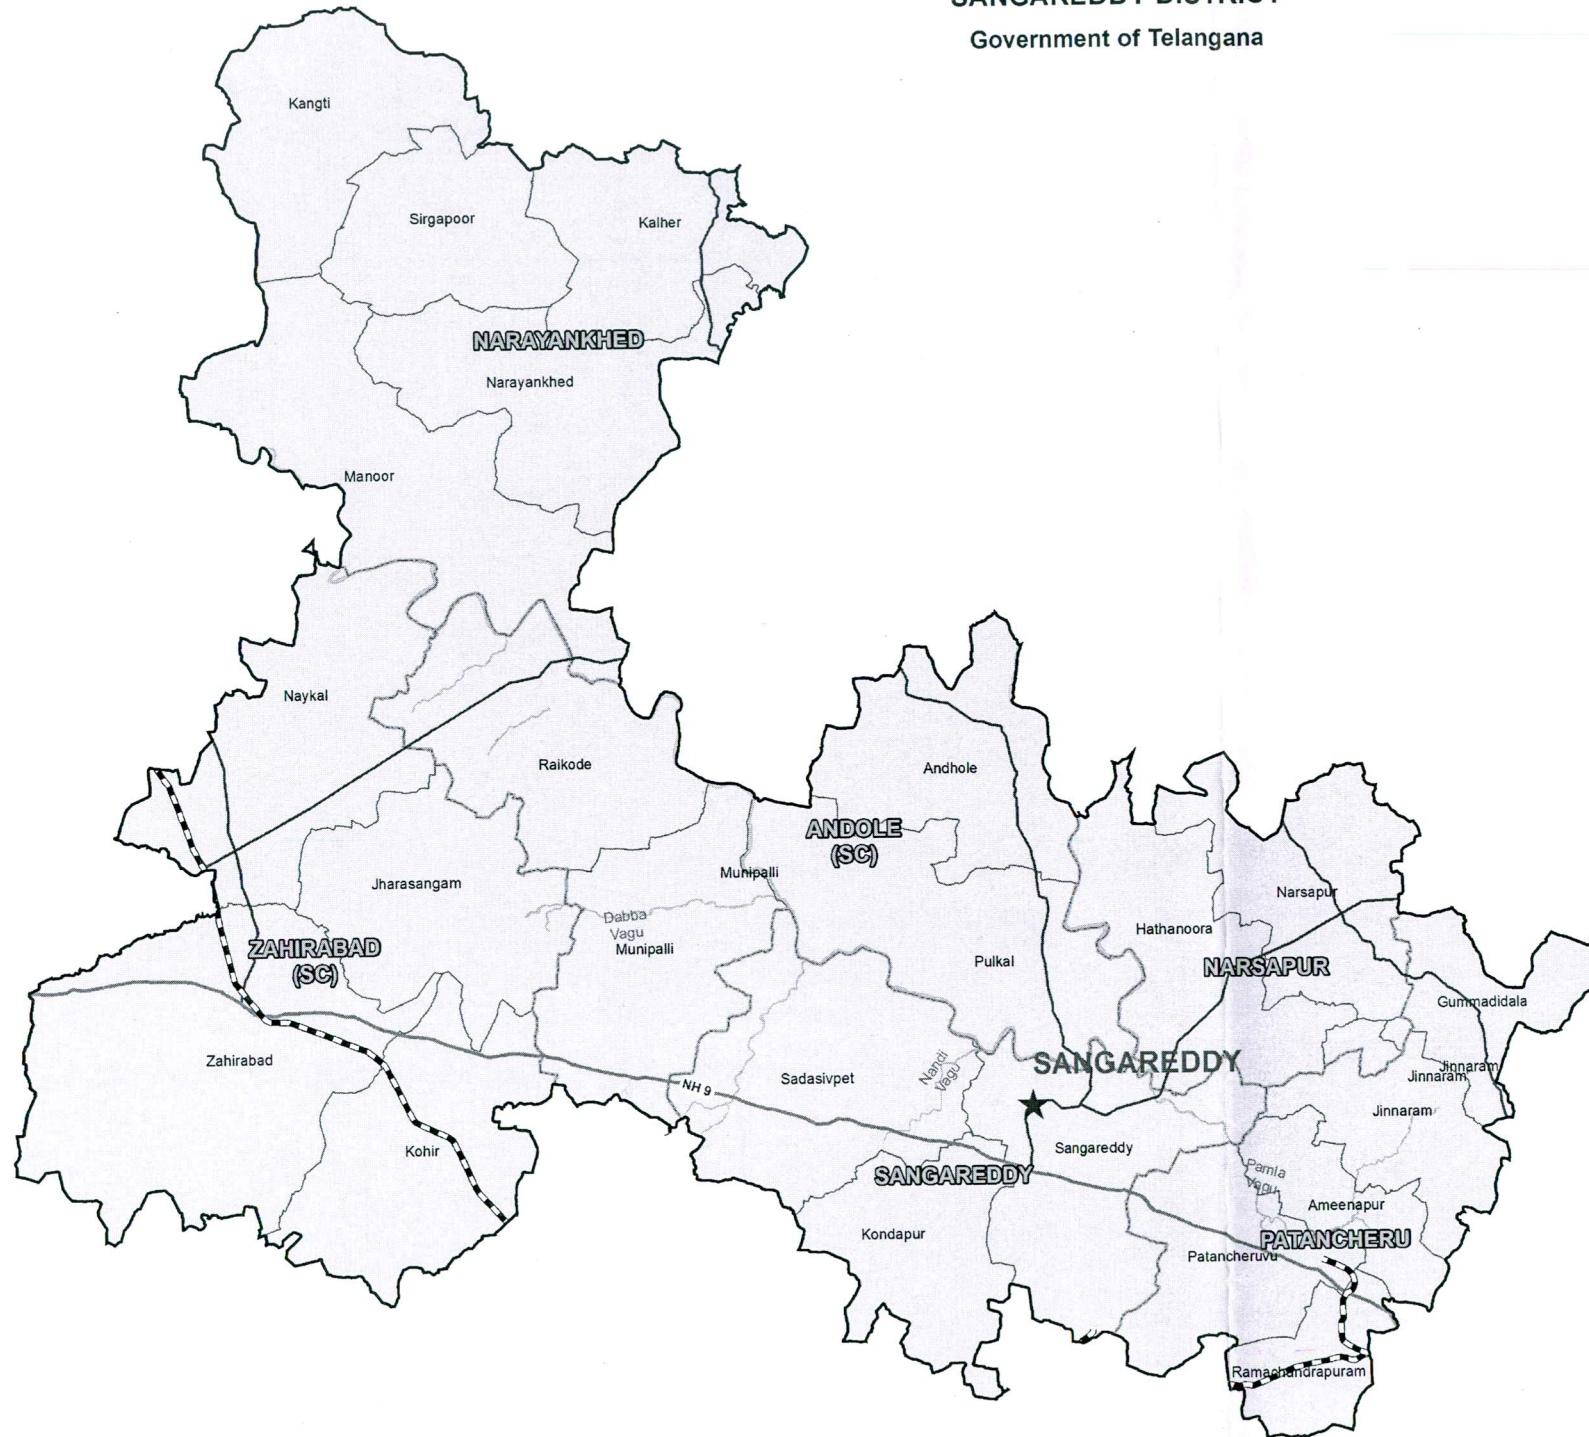 SANGAREDDY DISTRICT
Government of Telangana
Kangti
Sirgapoor
Kalher
NARAYANKHED
Narayankhed
Manoor
Naykal
Raikode
Andhole
ANDOLE
(SC)
Munipalli
Jharasangam
Narsapur
Dabba
Vagu
Munipalli
Hathanoora
ZAHIRABAD
(SC)
Pulkal
NARSAPUR
Gummadidala
Zahirabad
Sadasivpet
Nandi
Vagu
SANGAREDDY
Jinnaram
Jinnaram
NH 9
Jinnaram
Kohir
Sangareddy
SANGAREDDY
Pamla
Vagu
Ameenapur
Kondapur
PATANCHERU
Patancheruvu
Ramachandrapuram